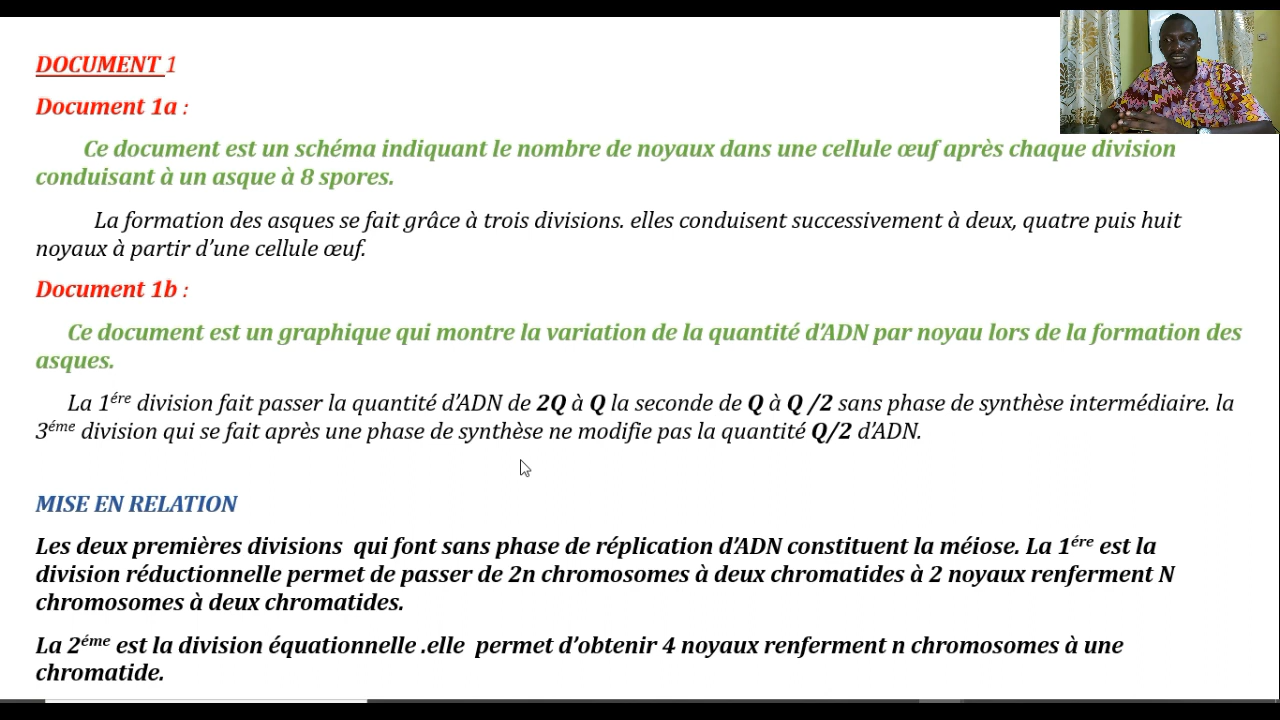 DOCUMENT 1
Document 1a :
Ce document est un schéma indiquant le nombre de noyaux dans une cellule œuf après chaque division
conduisant à un asque à 8 spores.
La formation des asques se fait grâce à trois divisions. elles conduisent successivement à deux, quatre puis huit
noyaux à partir d’une cellule œuf.
Document 1b :
Ce document est un graphique qui montre la variation de la quantité d’ADN par noyau lors de la formation des
asques.
La 1ére division fait passer la quantité d’ADN de 2Q à Q la seconde de Q à Q /2 sans phase de synthèse intermédiaire. la
3éme division qui se fait après une phase de synthèse ne modifie pas la quantité Q/2 d’ADN.
MISE EN RELATION
Les deux premières divisions qui font sans phase de réplication d’ADN constituent la méiose. La 1ére est la
division réductionnelle permet de passer de 2n chromosomes à deux chromatides à 2 noyaux renferment N
chromosomes à deux chromatides.
La 2éme est la division équationnelle .elle permet d’obtenir 4 noyaux renferment n chromosomes à une
chromatide.